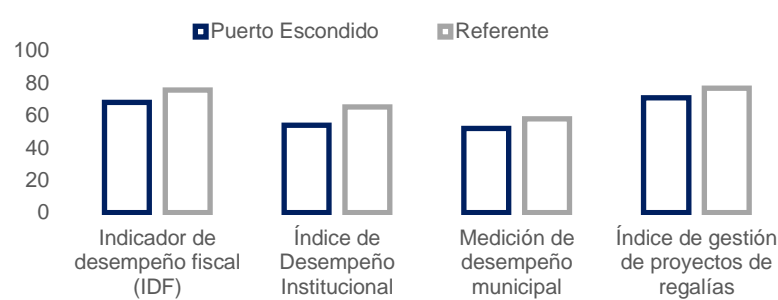 Puerto Escondido Referente
100
80
60
40
20
0
Indicador de
desempeño fiscal
(IDF)
Índice de
Desempeño
Institucional
Medición de
desempeño
municipal
Índice de gestión
de proyectos de
regalías